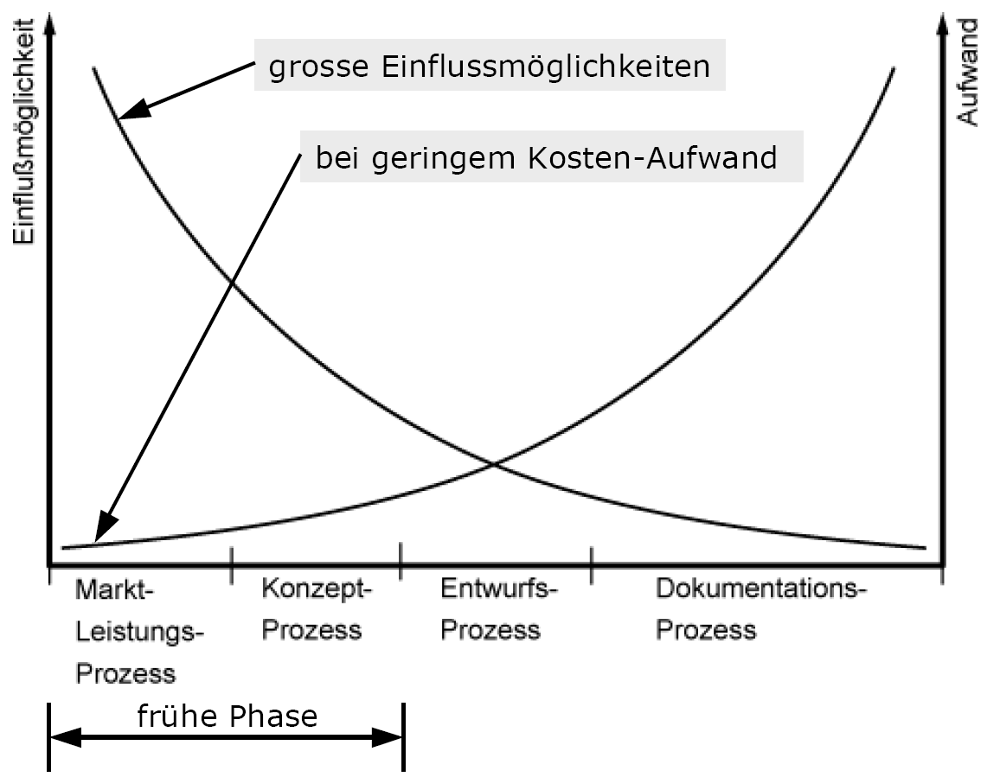 Einflußmöglichkeit
Aufwand
grosse Einflussmöglichkeiten
bei geringem Kosten-Aufwand
Markt-
Leistungs-
Prozess
Konzept-
Prozess
Entwurfs-
Prozess
Dokumentations-
Prozess
frühe Phase